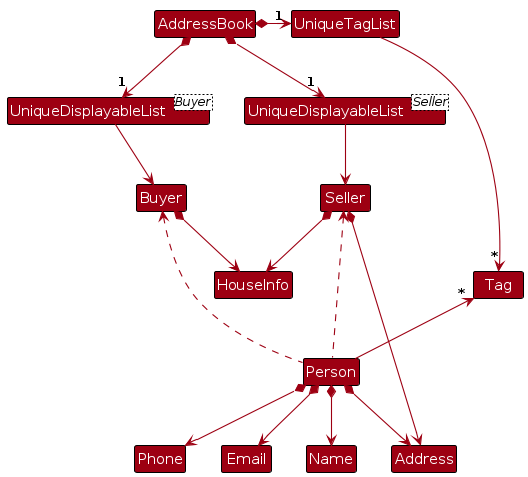 AddressBook
1
UniqueTagList
1
1
UniqueDisplayableList
Buyer
UniqueDisplayableList
Seller
Buyer
Seller
*
HouseInfo
*
Tag
Person
Phone
Email
Name
Address